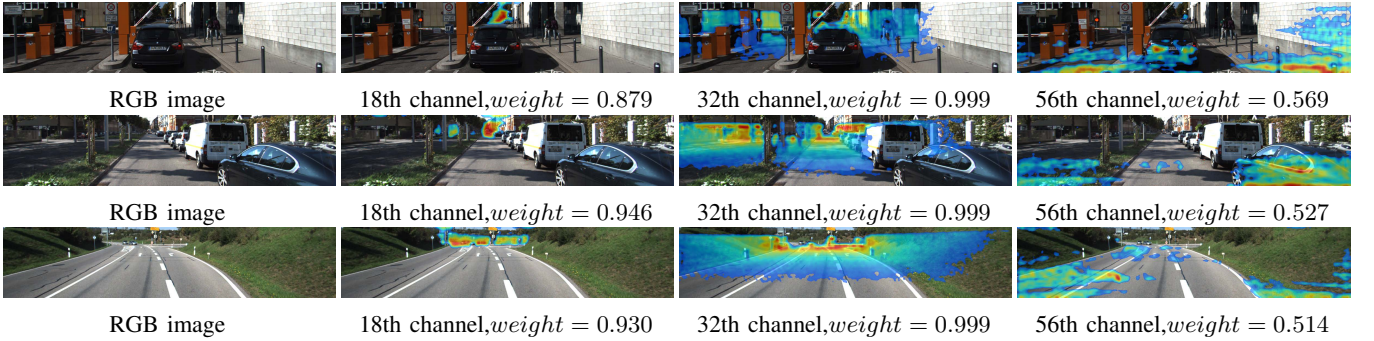 RGB image 18th channel,weight = 0.879 32th channel,weight = 0.999 56th channel,weight = 0.569
RGB image 18th channel,weight = 0.946 32th channel,weight = 0.999 56th channel,weight = 0.527
RGB image 18th channel,weight = 0.930 32th channel,weight = 0.999 56th channel,weight = 0.514